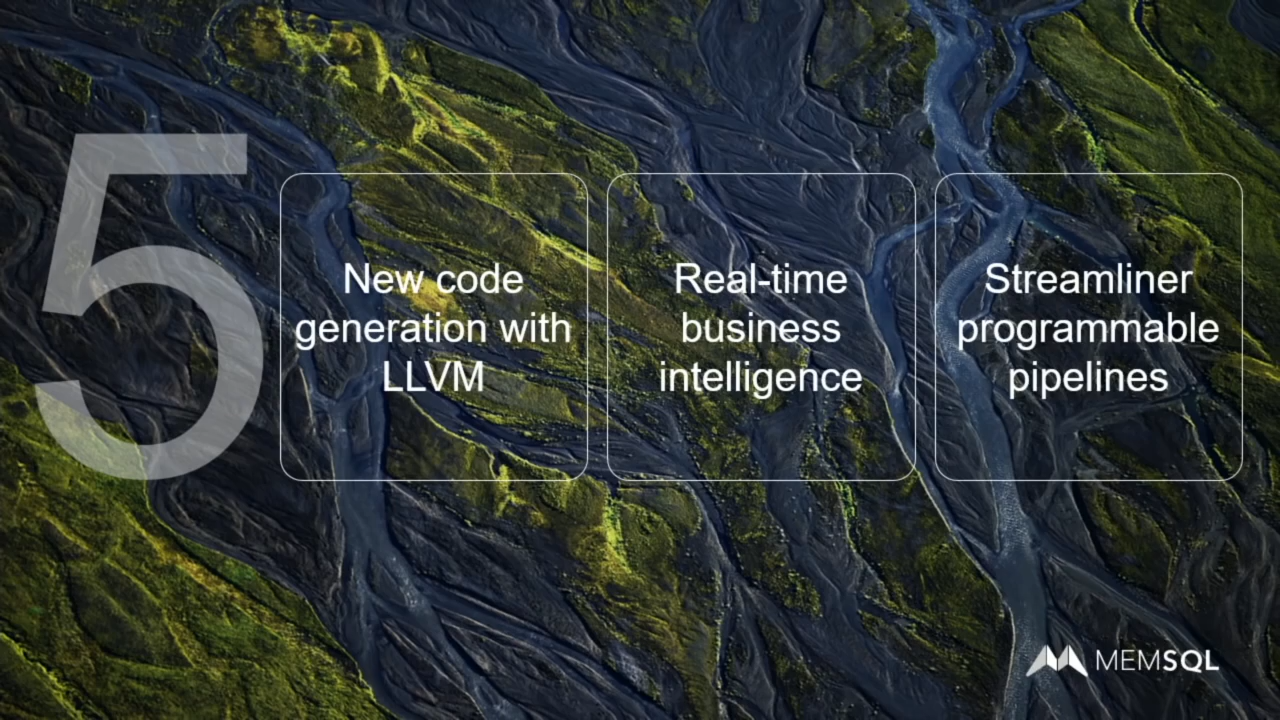 5
New code
generation with
LLVM
Real-time
business
intelligence
Streamliner
programmable
pipelines
MEMSQL